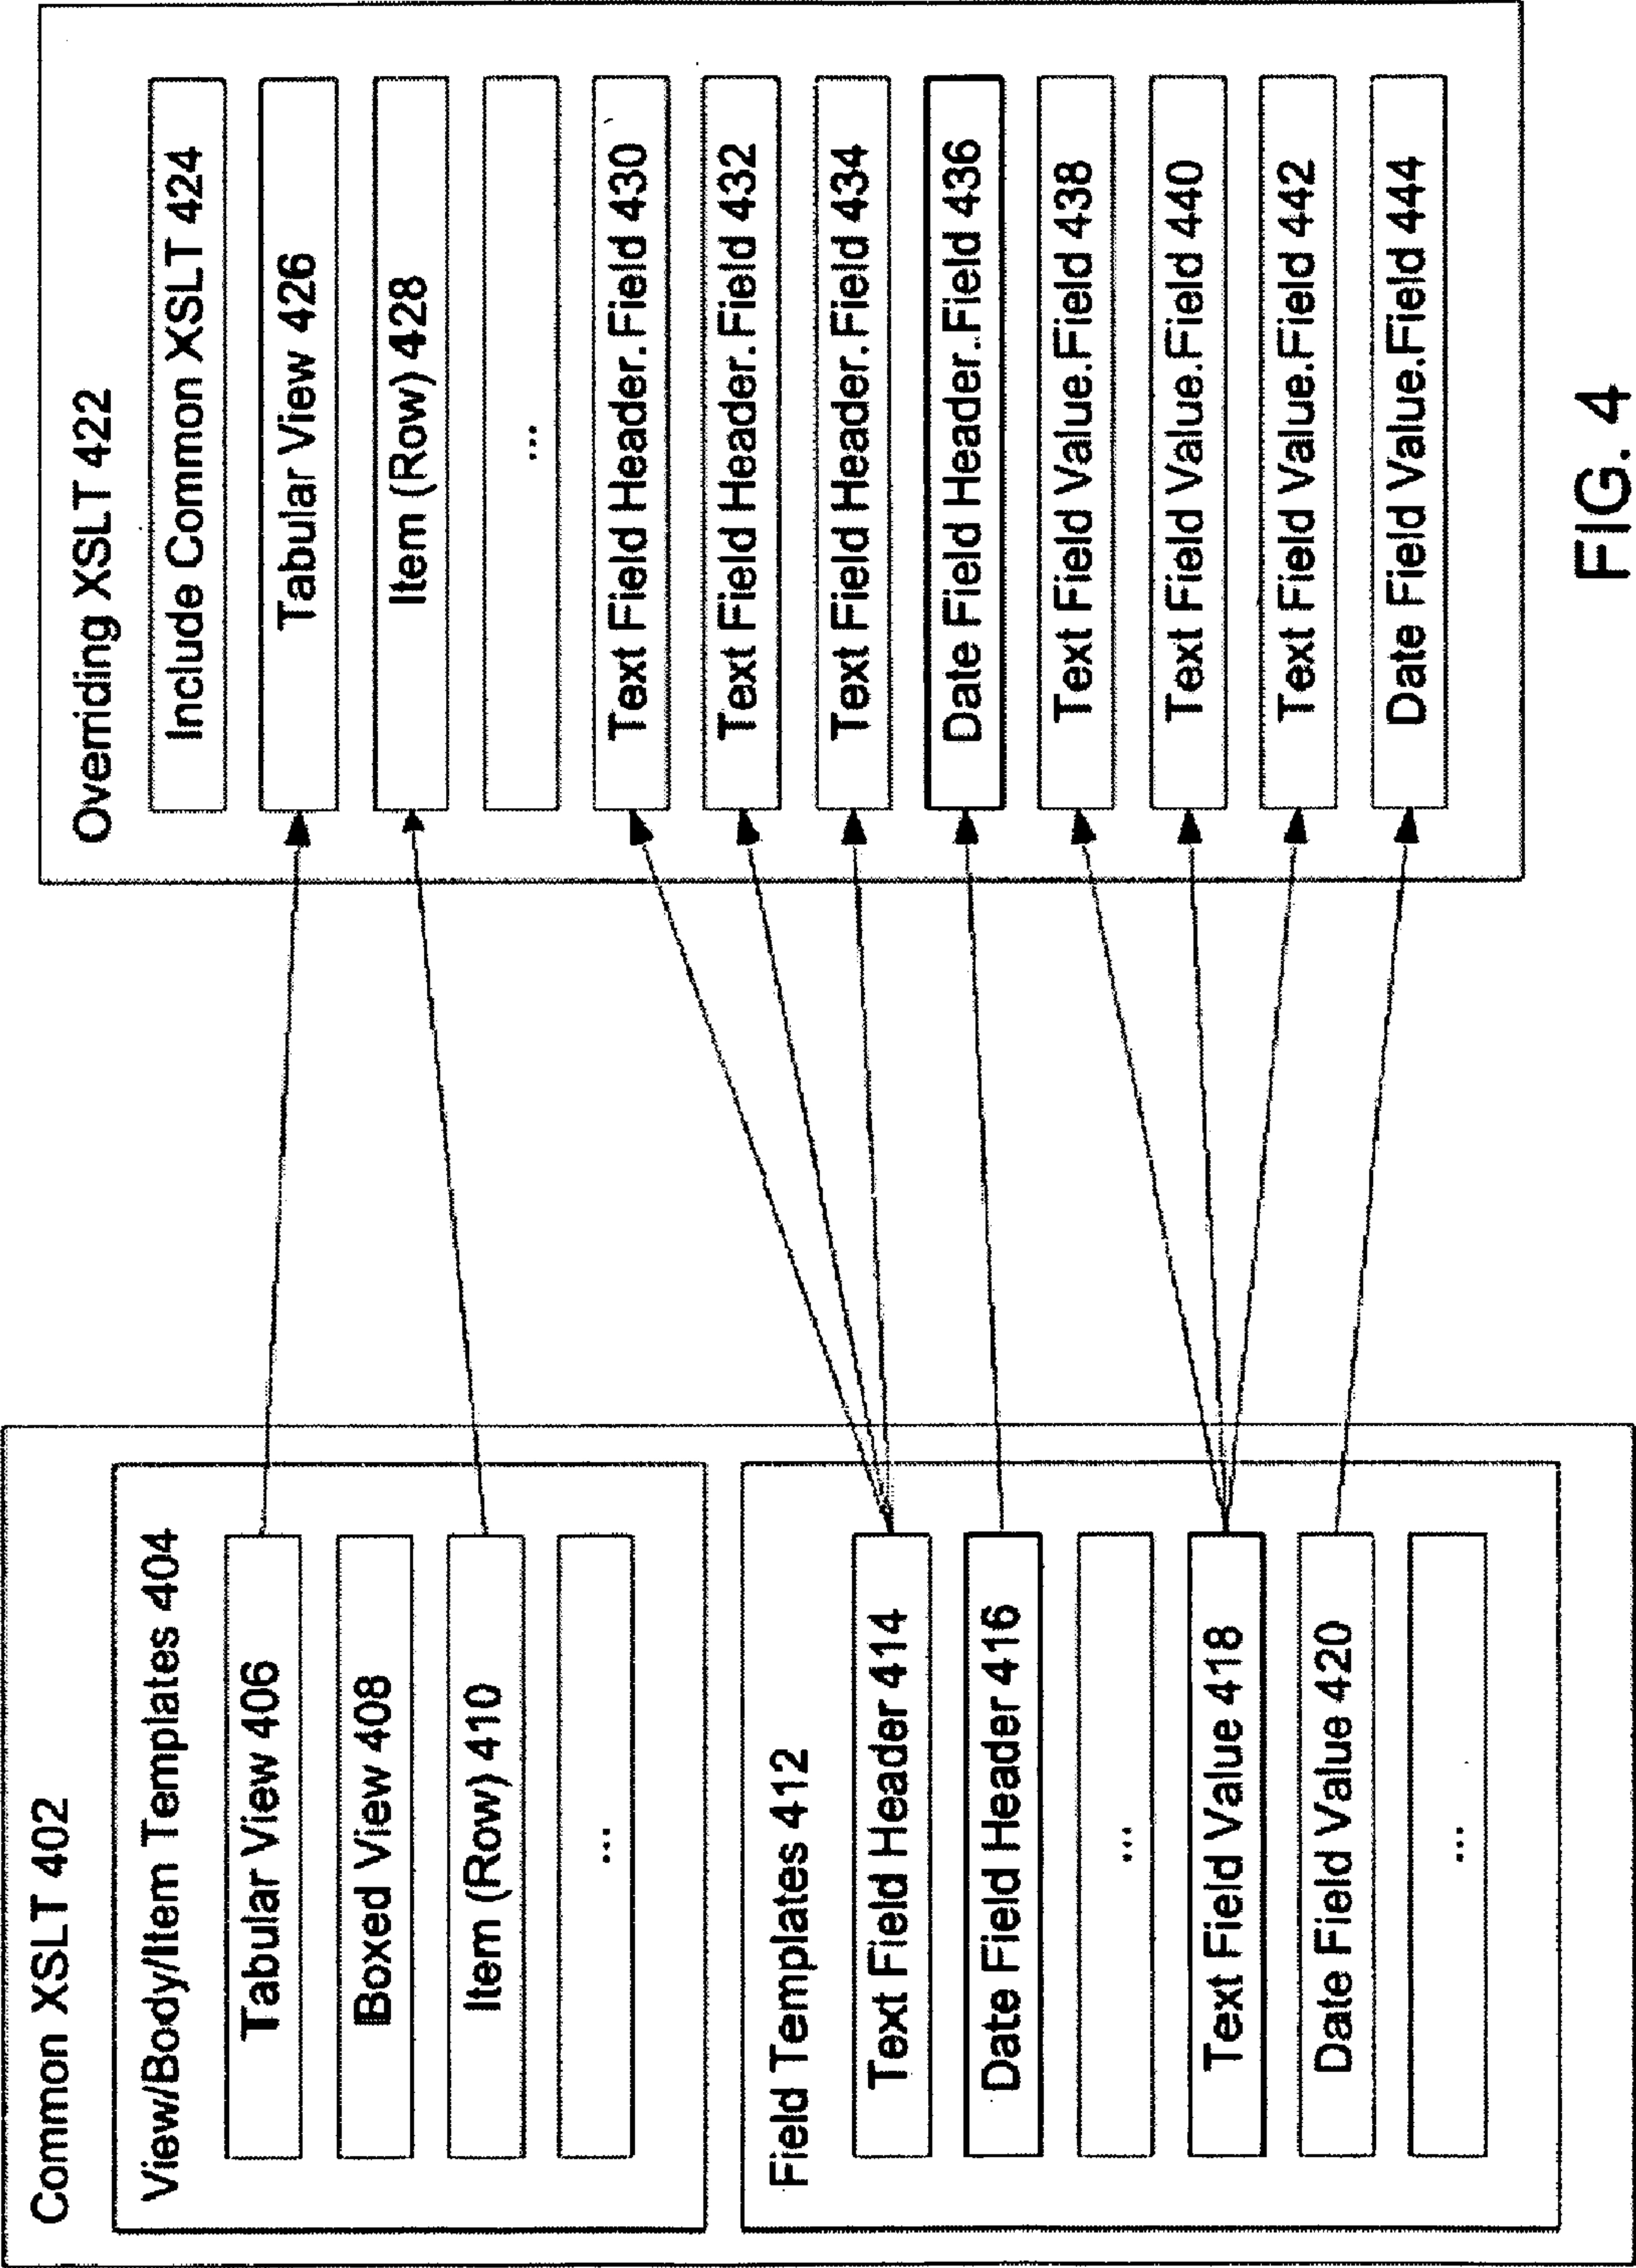 Common XSLT 402
View/Body/Item Templates 404
Tabular View 406
Boxed View 408
Item (Row) 410
...
Field Templates 412
Text Field Header 414
Date Field Header 416
...
Text Field Value 418
Date Field Value 420
...
Overriding XSLT 422
Include Common XSLT 424
Tabular View 426
Item (Row) 428
...
Text Field Header.Field 430
Text Field Header.Field 432
Text Field Header.Field 434
Date Field Header.Field 436
Text Field Value.Field 438
Text Field Value.Field 440
Text Field Value.Field 442
Date Field Value.Field 444
FIG. 4